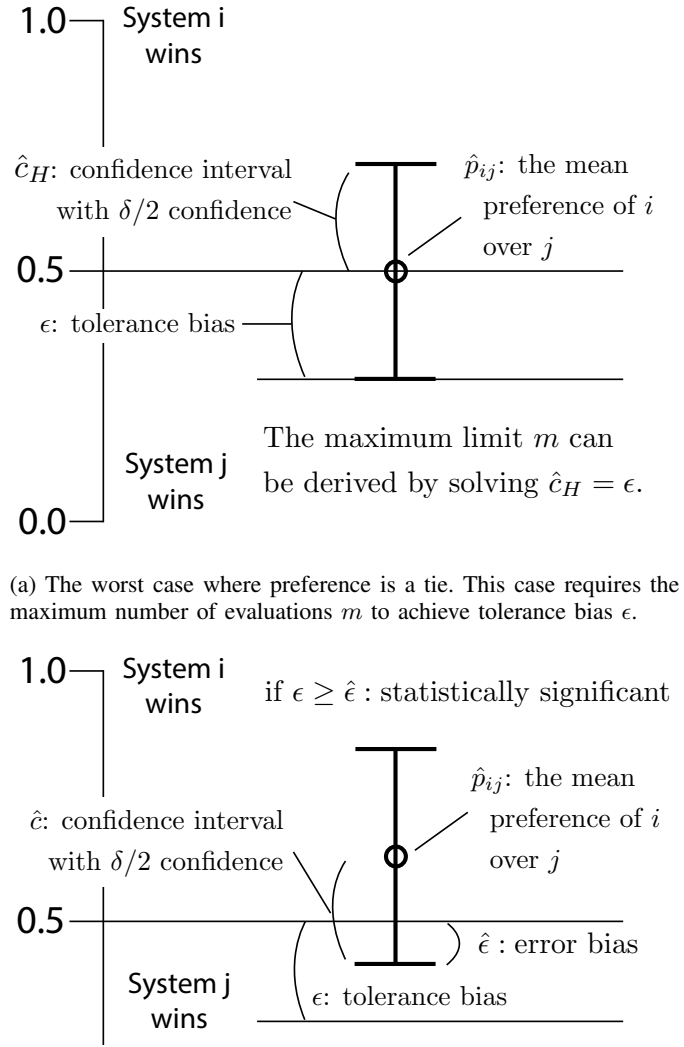 1.0 System i
wins
ĉ_H: confidence interval
with δ/2 confidence
p̂_ij: the mean
preference of i
over j
0.5
ϵ: tolerance bias
The maximum limit m can
be derived by solving ĉ_H = ϵ.
System j
wins
0.0
(a) The worst case where preference is a tie. This case requires the
maximum number of evaluations m to achieve tolerance bias ϵ.
1.0 System i
wins
if ϵ ≥ ϵ̂ : statistically significant
p̂_ij: the mean
preference of i
over j
ĉ: confidence interval
with δ/2 confidence
0.5
ϵ̂ : error bias
ϵ: tolerance bias
System j
wins